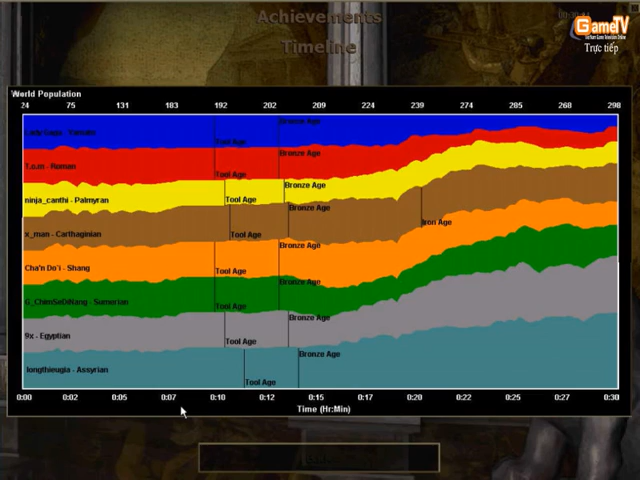 Achievements
Timeline
GameTV
Trực tiếp
World Population
24 75 131 183 192 202 209 224 239 274 285 268 298
Bronze Age
Tool Age
T.o.m - Roman
Bronze Age
Tool Age
ninja_canthi - Palmyran
Bronze Age
Tool Age
x_man - Carthaginian
Bronze Age
Tool Age
Iron Age
Cha'n Do'i - Shang
Bronze Age
Tool Age
G_ChimSeDiNang - Sumerian
Bronze Age
Tool Age
9x - Egyptian
Bronze Age
Tool Age
longthieugia - Assyrian
Bronze Age
Tool Age
0:00 0:02 0:05 0:07 0:10 0:12 0:15 0:17 0:20 0:22 0:25 0:27 0:30
Time (Hr:Min)